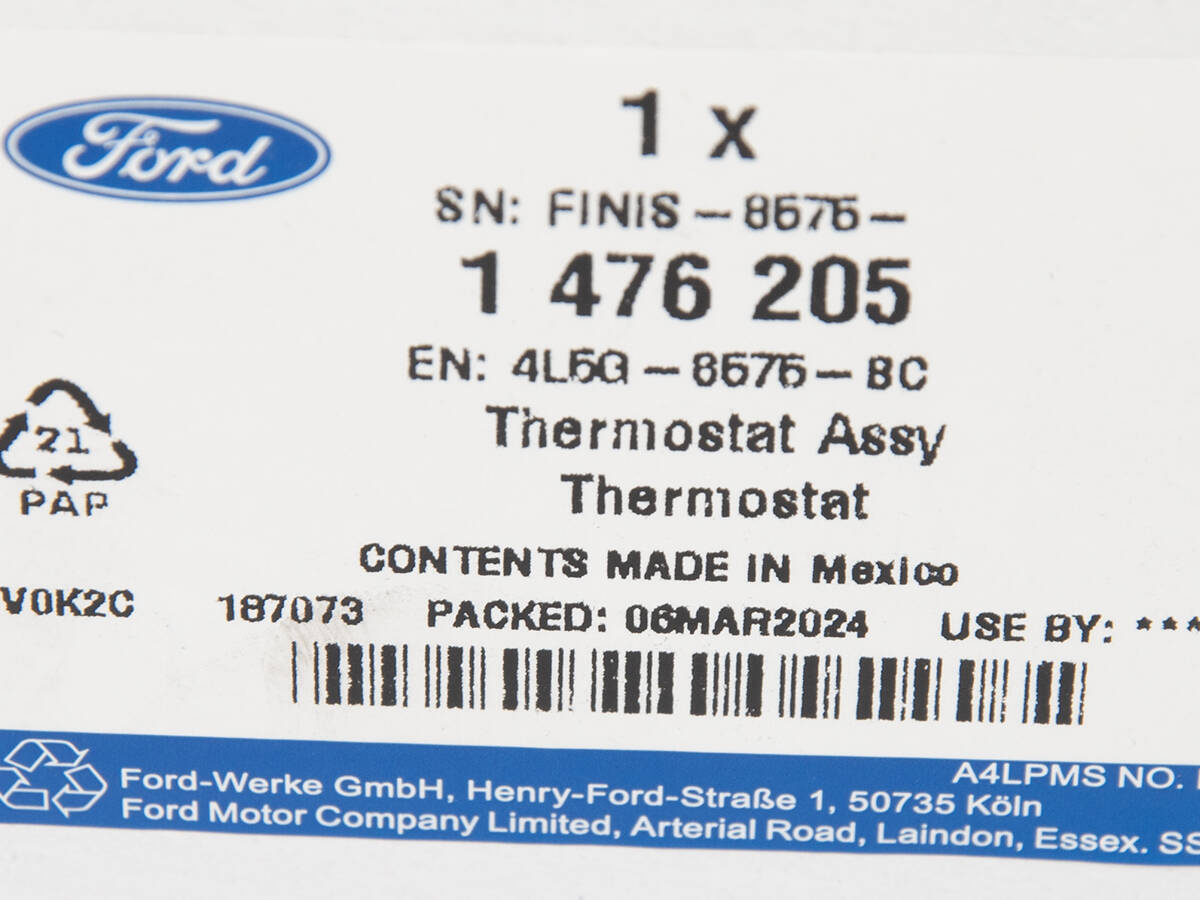 Ford
1 x
SN: FINIS - 8575 -
1 476 205
EN: 4L5G - 8575 - BC
Thermostat Assy
Thermostat
21
PAP
CONTENTS MADE IN Mexico
V0K2C 187073 PACKED: 06MAR2024 USE BY: ***
A4LPMS NO.
Ford-Werke GmbH, Henry-Ford-Straße 1, 50735 Köln
Ford Motor Company Limited, Arterial Road, Laindon, Essex. SS